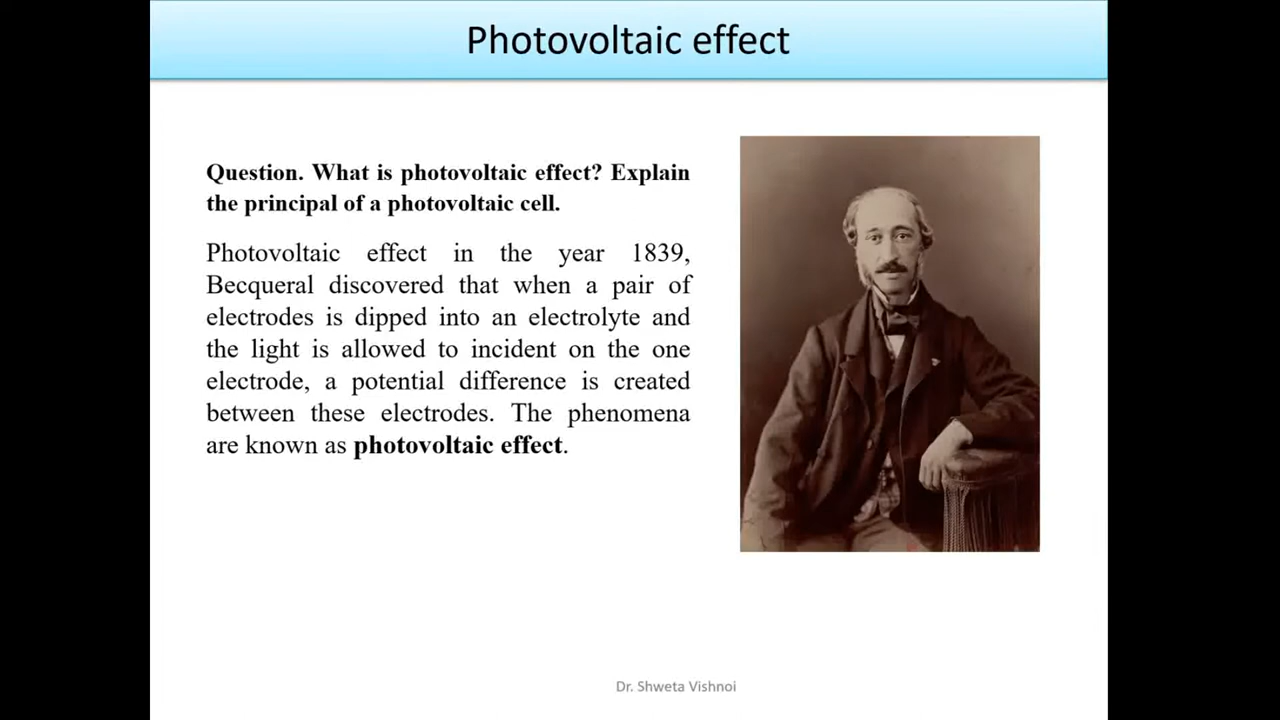 Photovoltaic effect
Question. What is photovoltaic effect? Explain
the principal of a photovoltaic cell.
Photovoltaic effect in the year 1839,
Becqueral discovered that when a pair of
electrodes is dipped into an electrolyte and
the light is allowed to incident on the one
electrode, a potential difference is created
between these electrodes. The phenomena
are known as photovoltaic effect.
Dr. Shweta Vishnoi